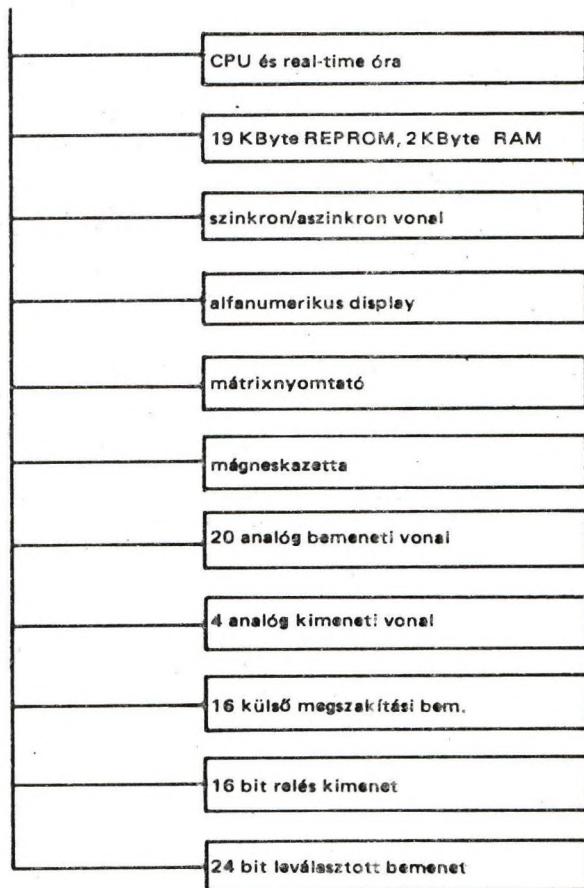 CPU és real-time óra
19 KByte REPROM, 2 KByte RAM
szinkron/aszinkron vonal
alfanumerikus display
mátrixnyomtató
mágneskazetta
20 analóg bemeneti vonal
4 analóg kimeneti vonal
16 külső megszakítási bem.
16 bit relés kimenet
24 bit leválasztott bemenet